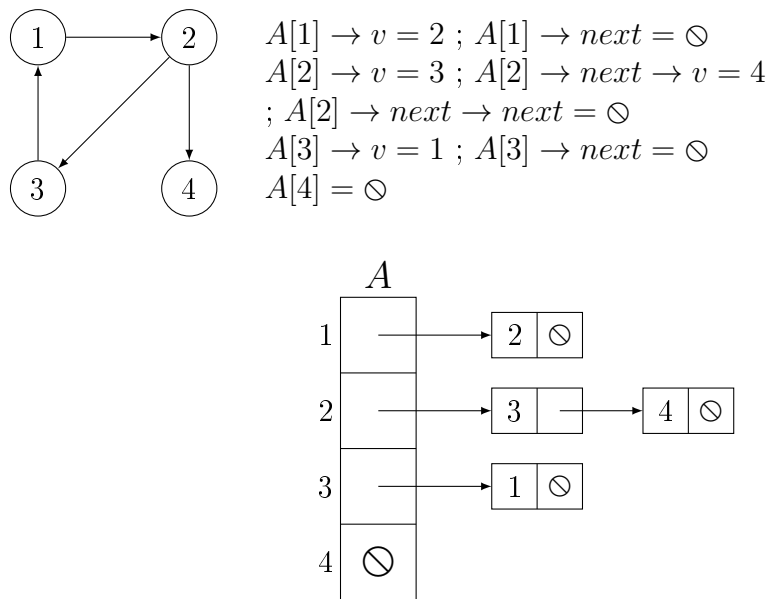 1 2
3 4
A[1] → v = 2 ; A[1] → next = ⦸
A[2] → v = 3 ; A[2] → next → v = 4
; A[2] → next → next = ⦸
A[3] → v = 1 ; A[3] → next = ⦸
A[4] = ⦸
A
1 2 ⦸
2 3 4 ⦸
3 1 ⦸
4 ⦸